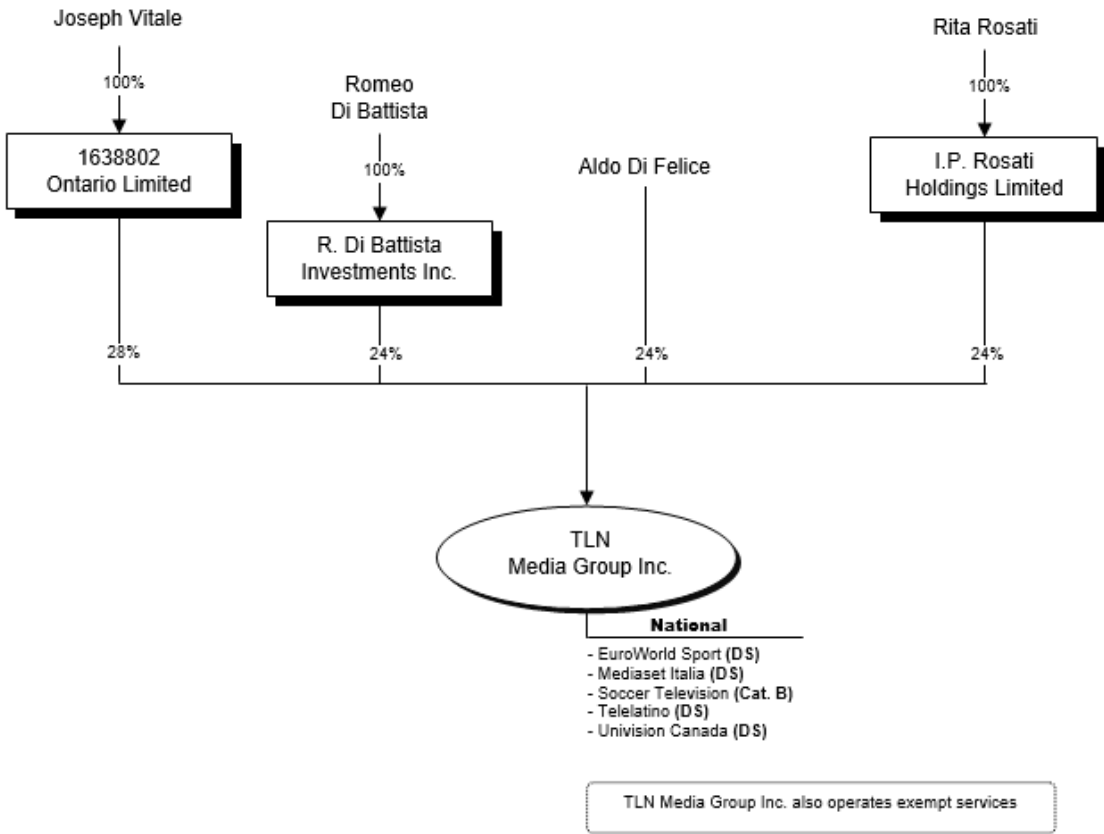 Joseph Vitale
100%
1638802
Ontario Limited
28%
Romeo
Di Battista
100%
R. Di Battista
Investments Inc.
24%
Aldo Di Felice
24%
Rita Rosati
100%
I.P. Rosati
Holdings Limited
24%
TLN
Media Group Inc.
National
- EuroWorld Sport (DS)
- Mediaset Italia (DS)
- Soccer Television (Cat. B)
- Telelatino (DS)
- Univision Canada (DS)
TLN Media Group Inc. also operates exempt services